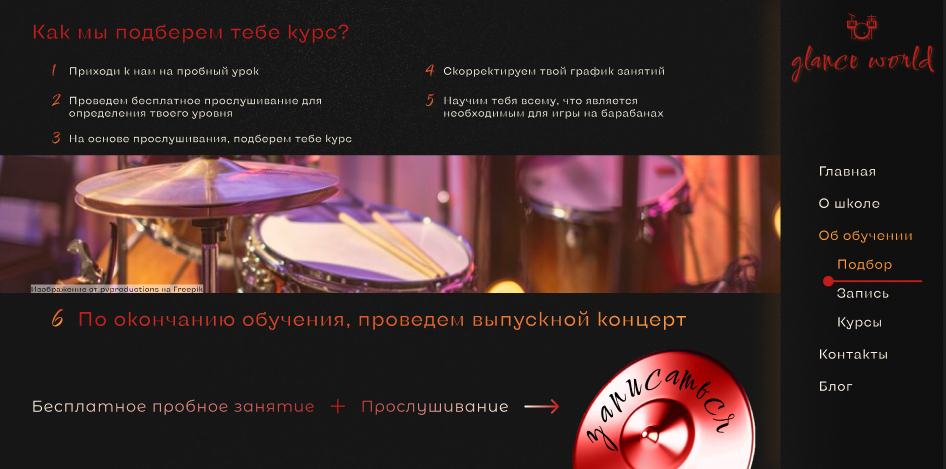 Как мы подберем тебе курс?
1 Приходи к нам на пробный урок
2 Проведем бесплатное прослушивание для
определения твоего уровня
3 На основе прослушивания, подберем тебе курс
4 Скорректируем твой график занятий
5 Научим тебя всему, что является
необходимым для игры на барабанах
Изображение от pvproductions на Freepik
6 По окончанию обучения, проведем выпускной концерт
Бесплатное пробное занятие + Прослушивание
записаться
glance world
Главная
О школе
Об обучении
Подбор
Запись
Курсы
Контакты
Блог